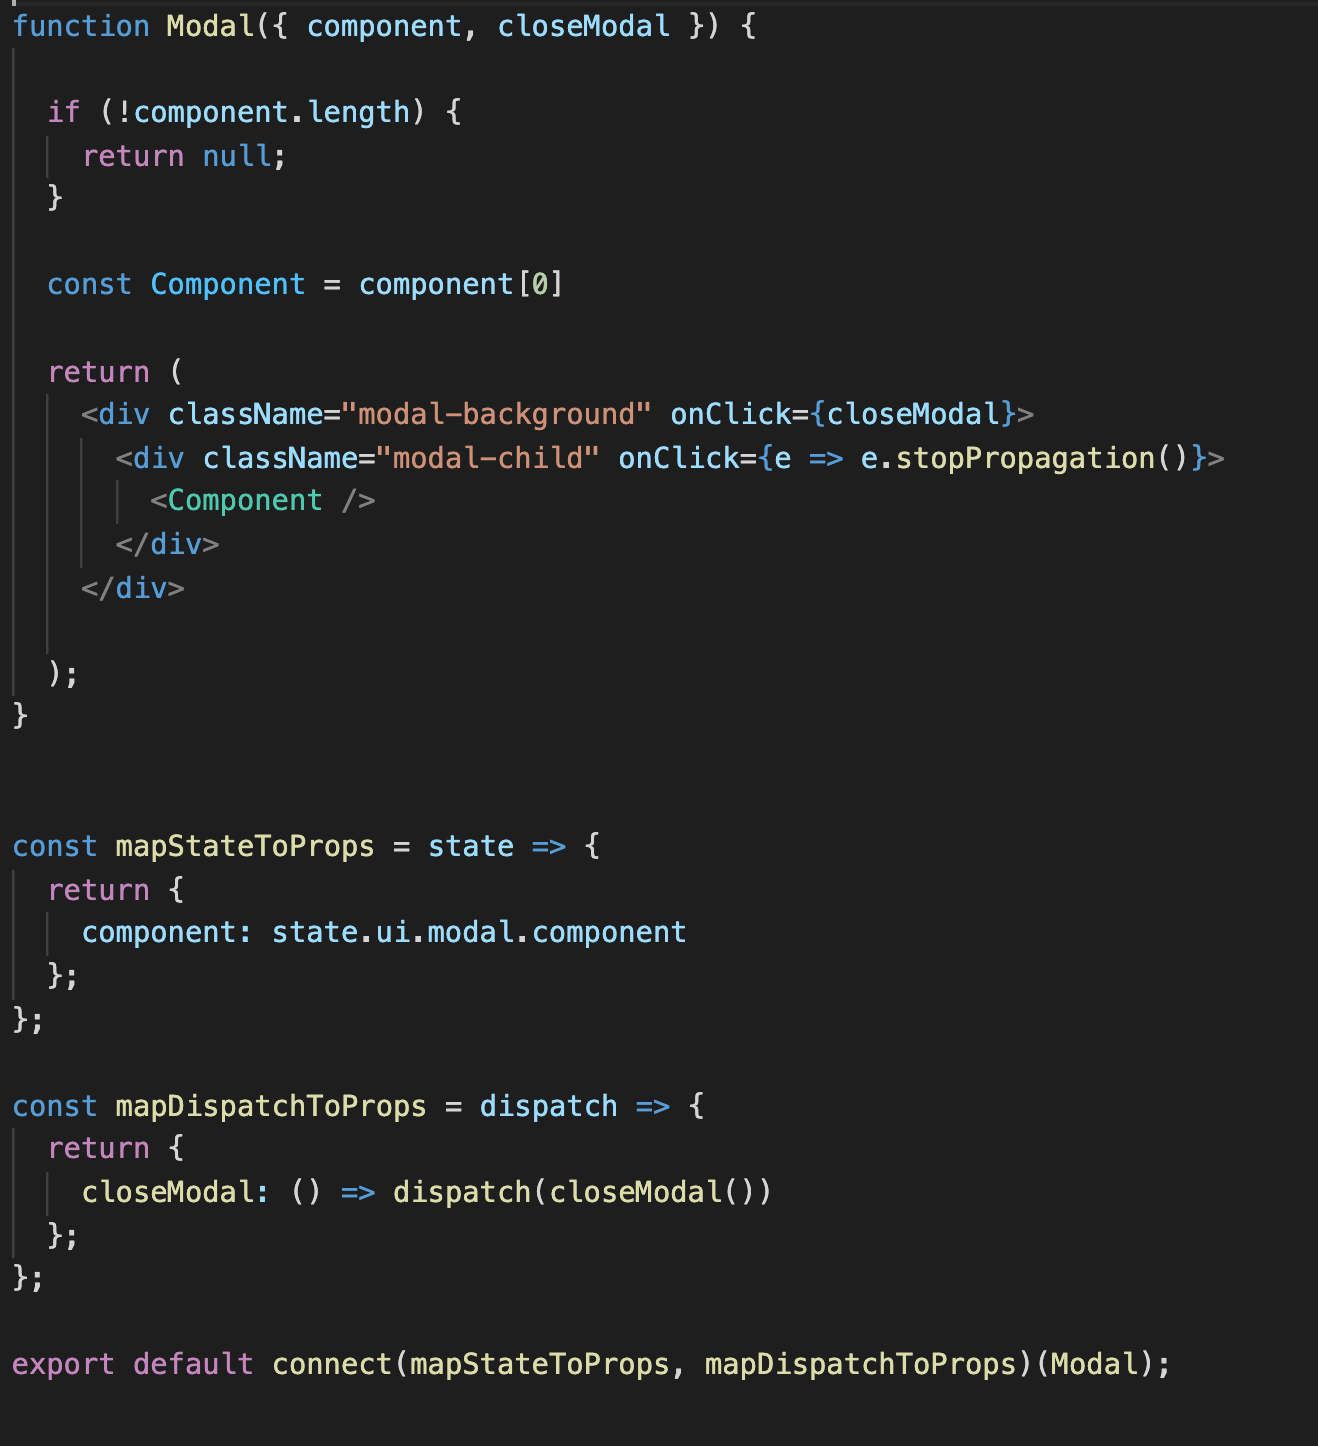 function Modal({ component, closeModal }) {
if (!component.length) {
return null;
}
const Component = component[0]
return (
<div className="modal-background" onClick={closeModal}>
<div className="modal-child" onClick={e => e.stopPropagation()}>
<Component />
</div>
</div>
);
}
const mapStateToProps = state => {
return {
component: state.ui.modal.component
};
};
const mapDispatchToProps = dispatch => {
return {
closeModal: () => dispatch(closeModal())
};
};
export default connect(mapStateToProps, mapDispatchToProps)(Modal);